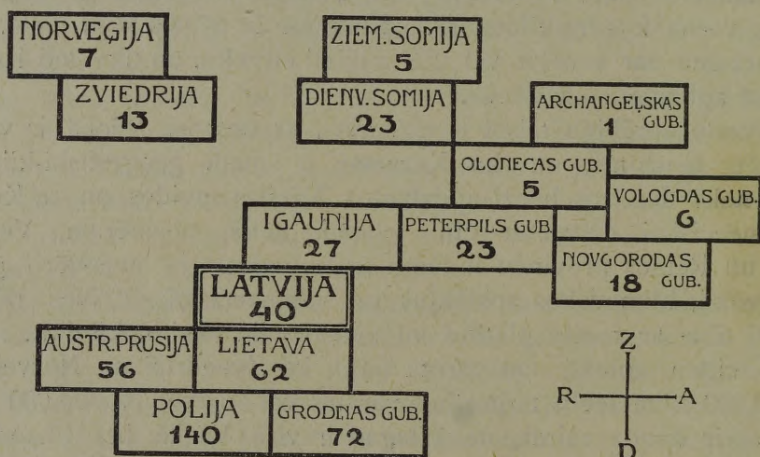 NORVEĢIJA
7
ZVIEDRIJA
13
ZIEM. SOMIJA
5
DIENV. SOMIJA
23
ARCHANGEĻSKAS
1 GUB.
OLONECAS GUB.
5
VOLOGDAS GUB.
6
IGAUNIJA
27
PETERPILS GUB.
23
NOVGORODAS
18 GUB.
LATVIJA
40
AUSTR. PRUSIJA
56
LIETAVA
62
POLIJA
140
GRODNAS GUB.
72
Z
R A
D